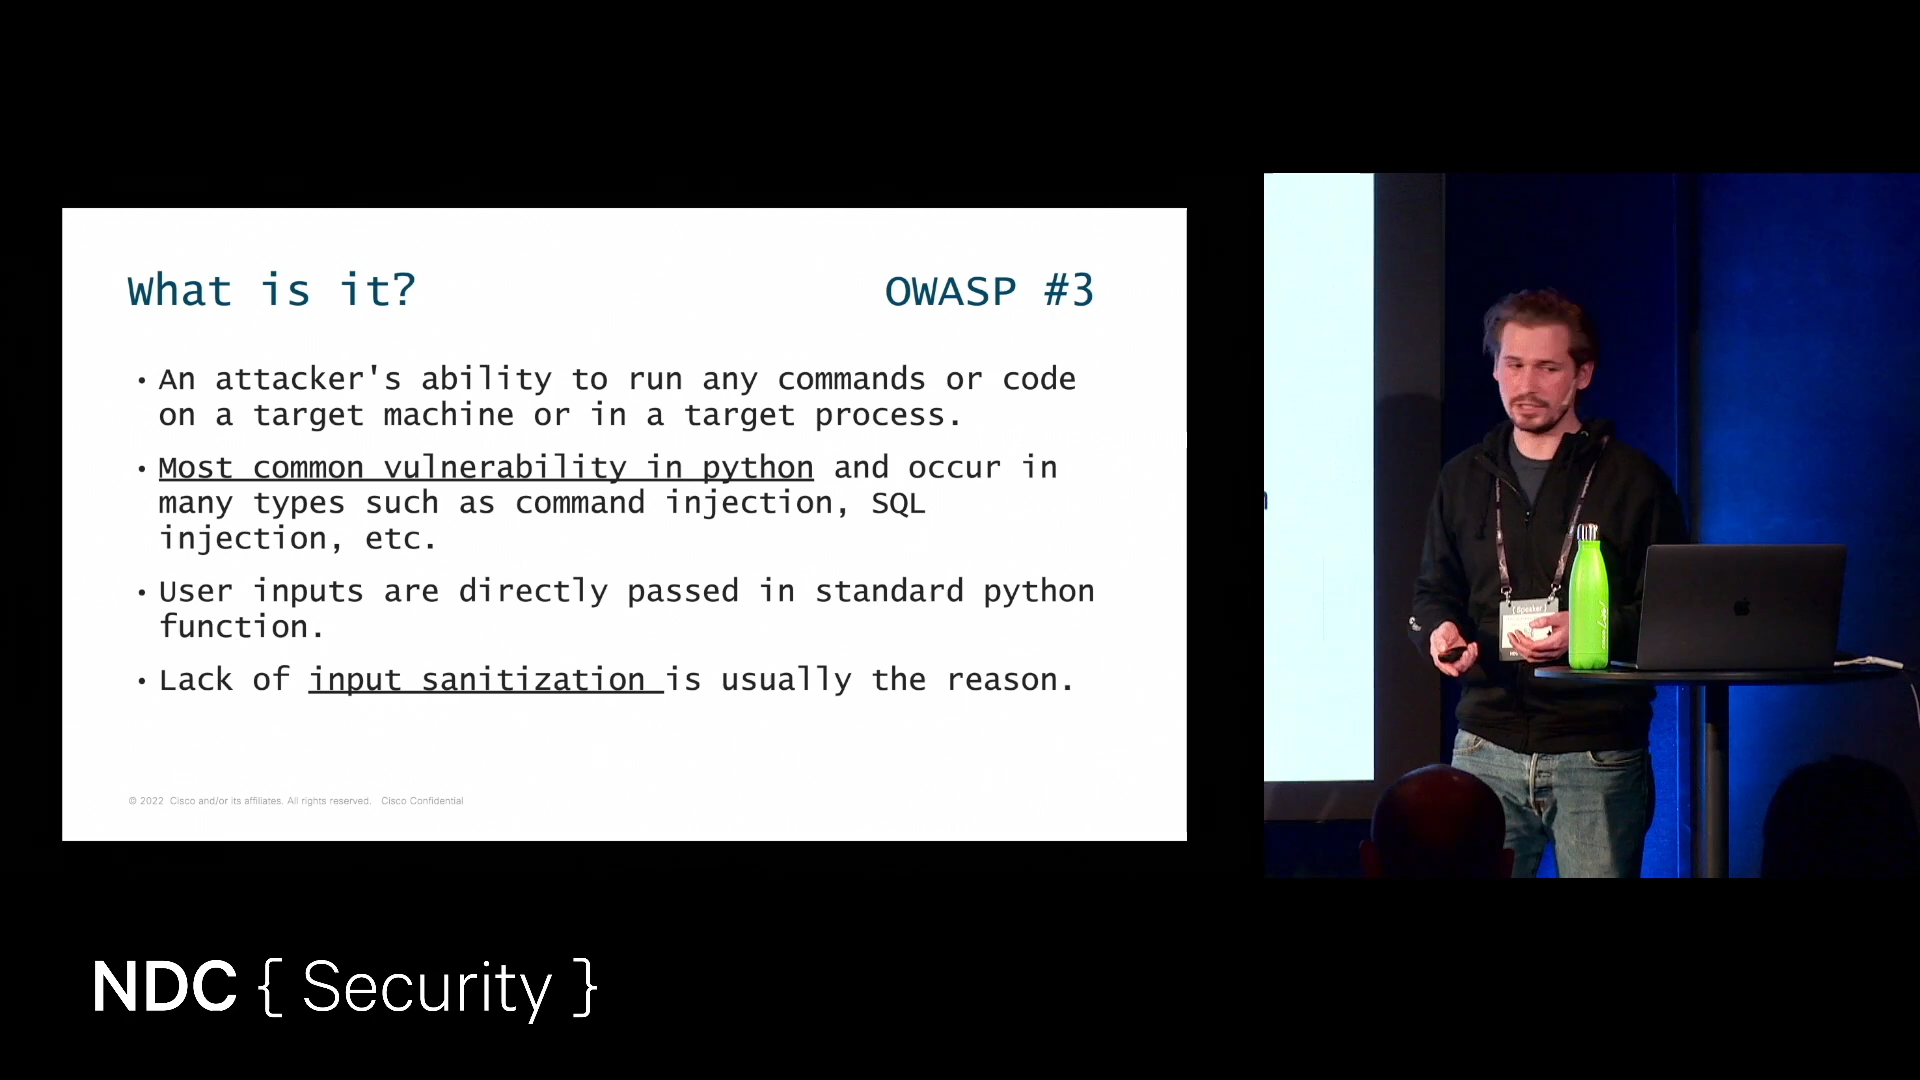 What is it?
OWASP #3
• An attacker's ability to run any commands or code
on a target machine or in a target process.
• Most common vulnerability in python and occur in
many types such as command injection, SQL
injection, etc.
• User inputs are directly passed in standard python
function.
• Lack of input sanitization is usually the reason.
© 2022 Cisco and/or its affiliates. All rights reserved. Cisco Confidential
{ Speaker }
NDC { Security }